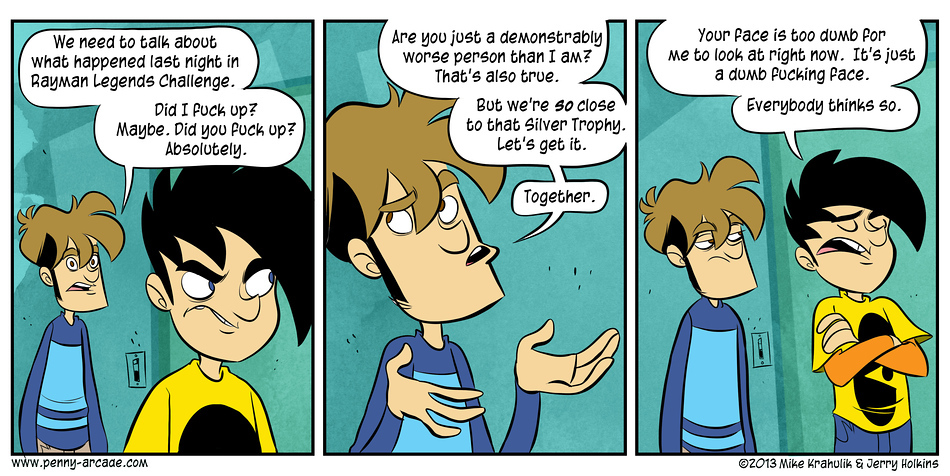 We need to talk about
what happened last night in
Rayman Legends Challenge.
Did I fuck up?
Maybe. Did you fuck up?
Absolutely.
Are you just a demonstrably
worse person than I am?
That's also true.
But we're so close
to that Silver Trophy.
Let's get it.
Together.
Your face is too dumb for
me to look at right now. It's just
a dumb fucking face.
Everybody thinks so.
www.penny-arcade.com
©2013 Mike Krahulik & Jerry Holkins